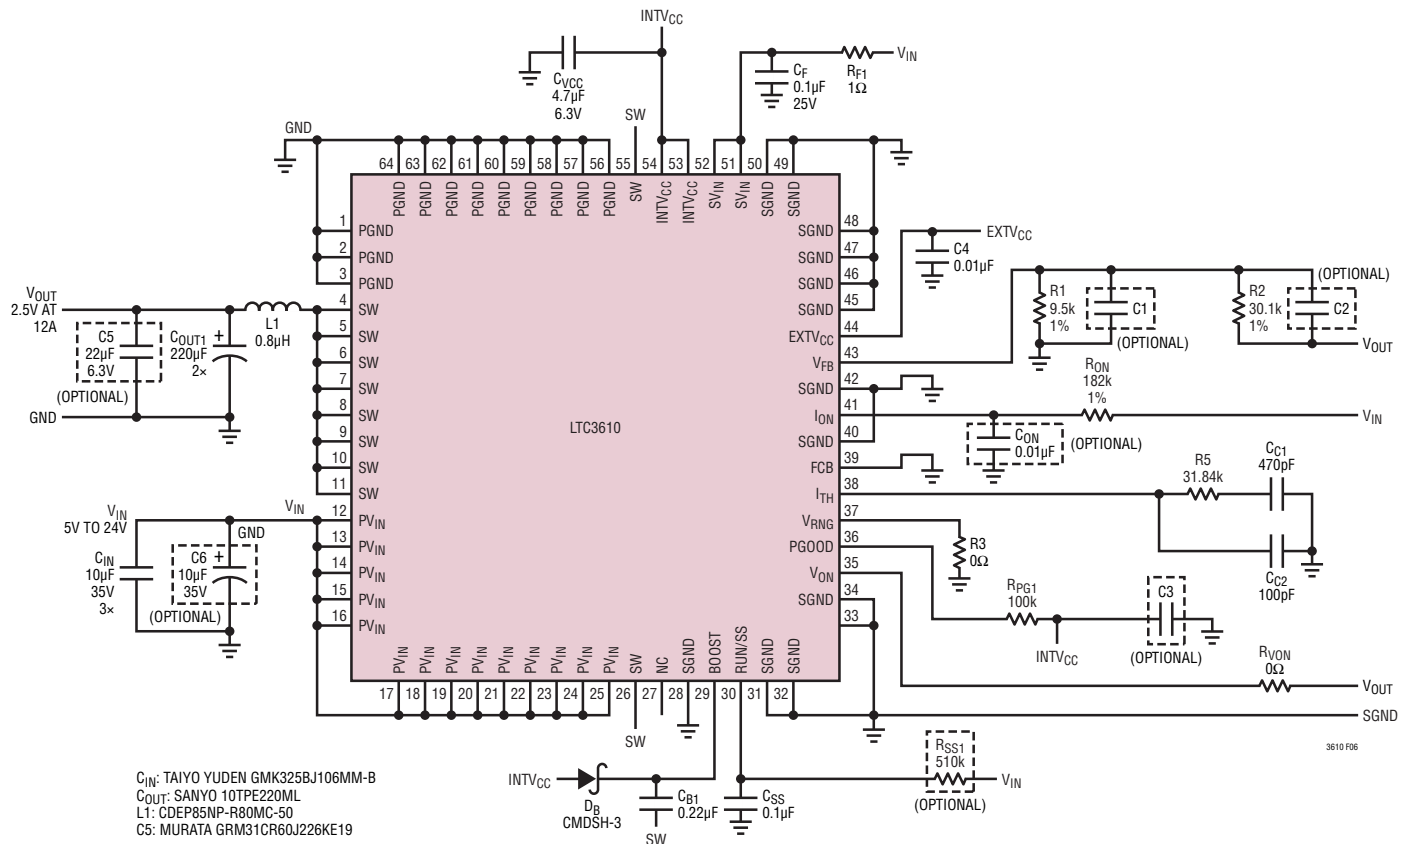 INTVCC
CVCC
4.7µF
6.3V
CF
0.1µF
25V
RF1
1Ω
VIN
SW
GND
64 63 62 61 60 59 58 57 56 55 54 53 52 51 50 49
PGND PGND PGND PGND PGND PGND PGND PGND PGND SW INTVCC INTVCC SVIN SVIN SGND SGND
1 PGND
2 PGND
3 PGND
4 SW
5 SW
6 SW
7 SW
8 SW
9 SW
10 SW
11 SW
12 PVIN
13 PVIN
14 PVIN
15 PVIN
16 PVIN
LTC3610
SGND 48
SGND 47
SGND 46
SGND 45
EXTVCC 44
VFB 43
SGND 42
ION 41
SGND 40
FCB 39
ITH 38
VRNG 37
PGOOD 36
VON 35
SGND 34
33
PVIN PVIN PVIN PVIN PVIN PVIN PVIN PVIN PVIN SW NC SGND BOOST RUN/SS SGND SGND
17 18 19 20 21 22 23 24 25 26 27 28 29 30 31 32
VOUT
2.5V AT
12A
C5
22µF
6.3V
(OPTIONAL)
COUT1
220µF
2×
+
L1
0.8µH
GND
VIN
5V TO 24V
VIN
GND
CIN
10µF
35V
3×
C6
10µF
35V
+
(OPTIONAL)
EXTVCC
C4
0.01µF
R1
9.5k
1%
C1
(OPTIONAL)
R2
30.1k
1%
(OPTIONAL)
C2
VOUT
RON
182k
1%
VIN
CON
0.01µF
(OPTIONAL)
R5
31.84k
CC1
470pF
CC2
100pF
R3
0Ω
RPG1
100k
INTVCC
C3
(OPTIONAL)
RVON
0Ω
VOUT
SGND
3610 F06
SW
INTVCC
DB
CMDSH-3
CB1
0.22µF
SW
CSS
0.1µF
RSS1
510k
(OPTIONAL)
VIN
CIN: TAIYO YUDEN GMK325BJ106MM-B
COUT: SANYO 10TPE220ML
L1: CDEP85NP-R80MC-50
C5: MURATA GRM31CR60J226KE19